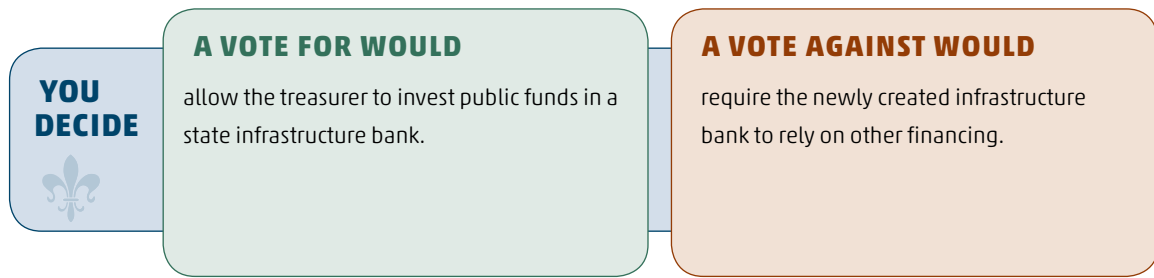 YOU
DECIDE
A VOTE FOR WOULD
allow the treasurer to invest public funds in a
state infrastructure bank.
A VOTE AGAINST WOULD
require the newly created infrastructure
bank to rely on other financing.